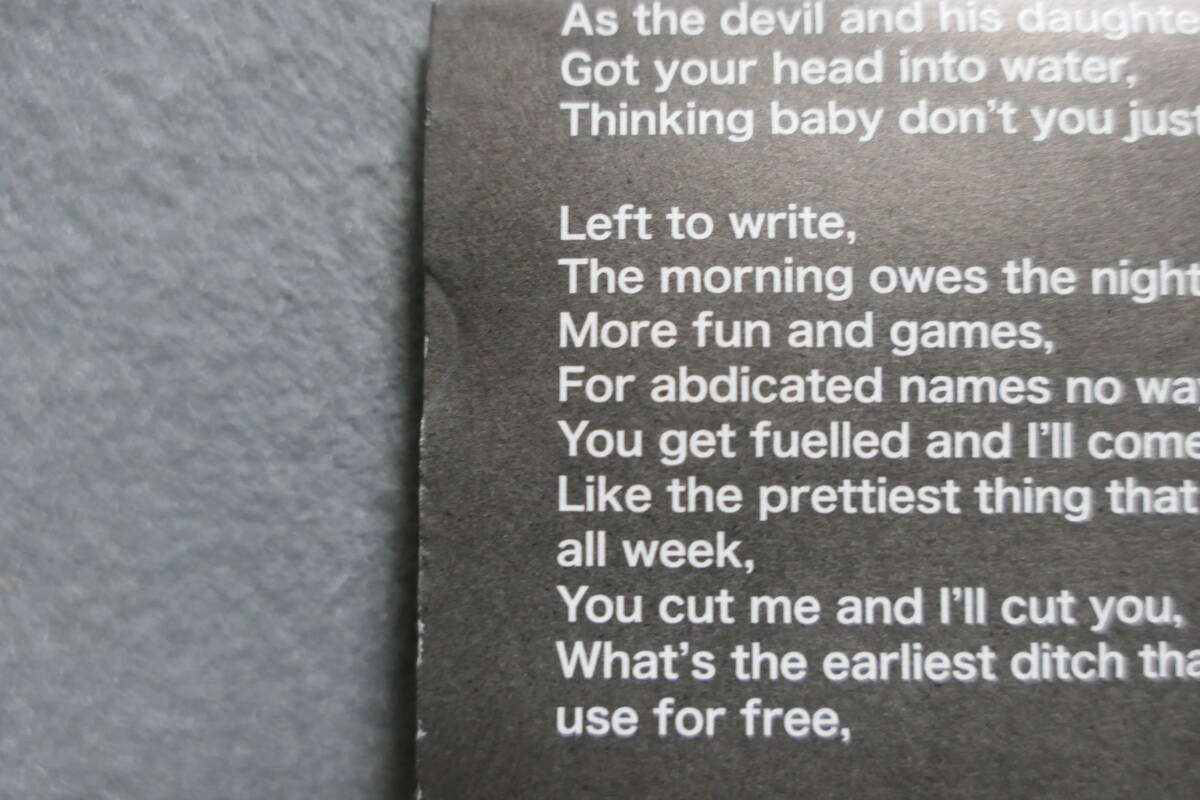 As the devil and his
Got your head into water,
Thinking baby don't you just
Left to write,
The morning owes the night
More fun and games,
For abdicated names no
You get fuelled and I'll come
Like the prettiest thing that
all week,
You cut me and I'll cut you,
What's the earliest ditch
use for free,